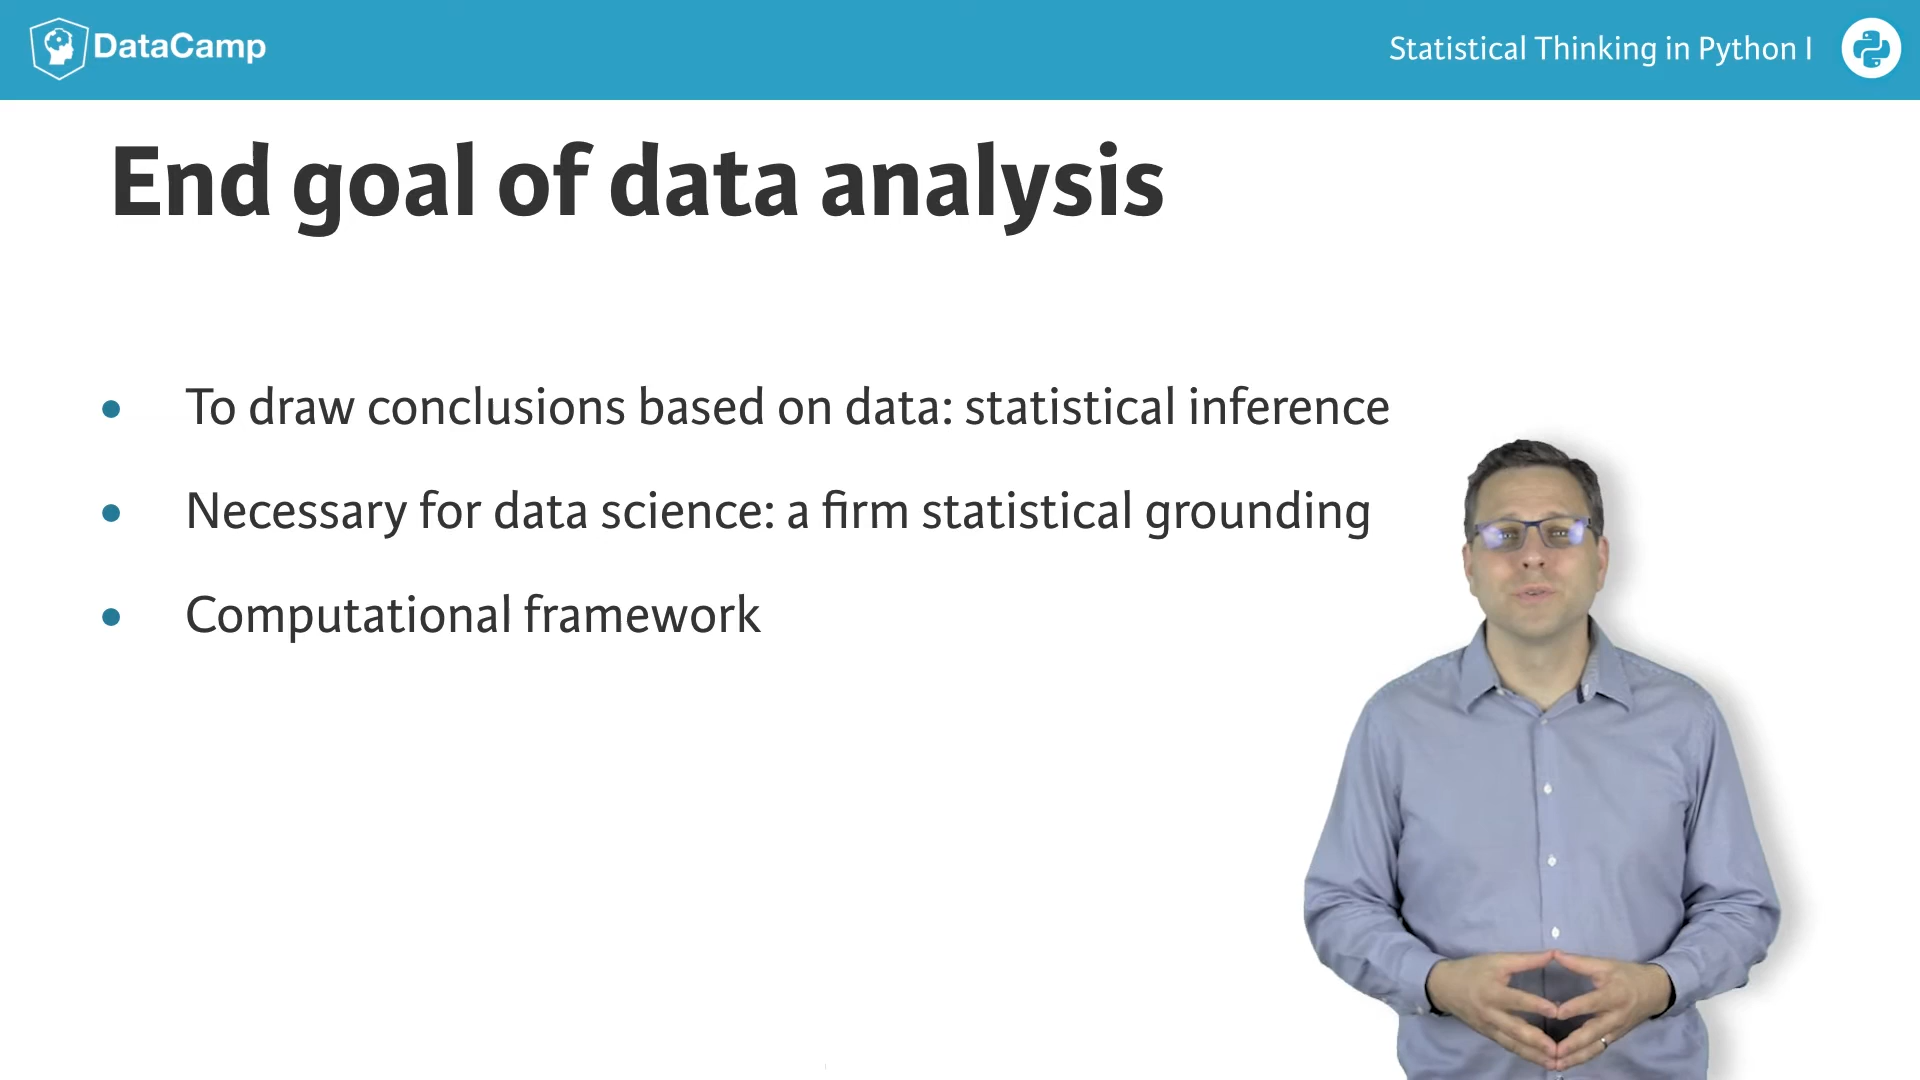 DataCamp
Statistical Thinking in Python I
End goal of data analysis
• To draw conclusions based on data: statistical inference
• Necessary for data science: a firm statistical grounding
• Computational framework